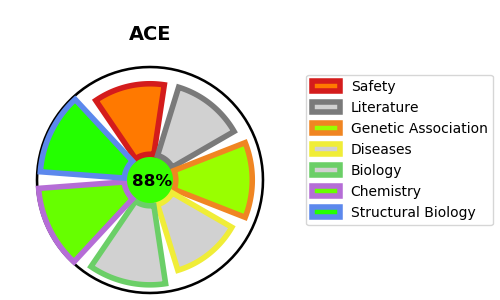 ACE
88%
Safety
Literature
Genetic Association
Diseases
Biology
Chemistry
Structural Biology